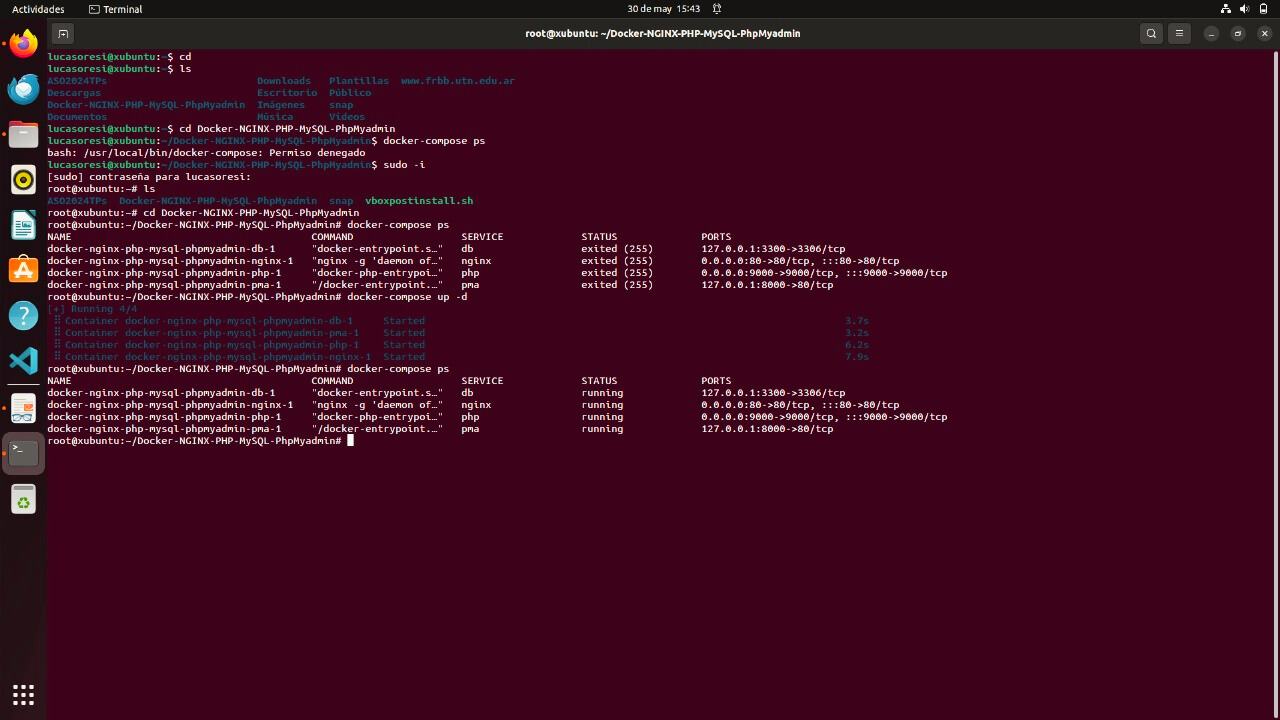 Actividades
Terminal
30 de may 15:43
root@xubuntu: ~/Docker-NGINX-PHP-MySQL-PhpMyadmin
lucasoresi@xubuntu:~$ cd
lucasoresi@xubuntu:~$ ls
ASO2024TPs Downloads Plantillas www.frbb.utn.edu.ar
Descargas Escritorio Público
Docker-NGINX-PHP-MySQL-PhpMyadmin Imágenes snap
Documentos Música Vídeos
lucasoresi@xubuntu:~$ cd Docker-NGINX-PHP-MySQL-PhpMyadmin
lucasoresi@xubuntu:~/Docker-NGINX-PHP-MySQL-PhpMyadmin$ docker-compose ps
bash: /usr/local/bin/docker-compose: Permiso denegado
lucasoresi@xubuntu:~/Docker-NGINX-PHP-MySQL-PhpMyadmin$ sudo -i
[sudo] contraseña para lucasoresi:
root@xubuntu:~# ls
ASO2024TPs Docker-NGINX-PHP-MySQL-PhpMyadmin snap vboxpostinstall.sh
root@xubuntu:~# cd Docker-NGINX-PHP-MySQL-PhpMyadmin
root@xubuntu:~/Docker-NGINX-PHP-MySQL-PhpMyadmin# docker-compose ps
NAME COMMAND SERVICE STATUS PORTS
docker-nginx-php-mysql-phpmyadmin-db-1 "docker-entrypoint.s…" db exited (255) 127.0.0.1:3300->3306/tcp
docker-nginx-php-mysql-phpmyadmin-nginx-1 "nginx -g 'daemon of…" nginx exited (255) 0.0.0.0:80->80/tcp, :::80->80/tcp
docker-nginx-php-mysql-phpmyadmin-php-1 "docker-php-entrypoi…" php exited (255) 0.0.0.0:9000->9000/tcp, :::9000->9000/tcp
docker-nginx-php-mysql-phpmyadmin-pma-1 "/docker-entrypoint.…" pma exited (255) 127.0.0.1:8000->80/tcp
root@xubuntu:~/Docker-NGINX-PHP-MySQL-PhpMyadmin# docker-compose up -d
[+] Running 4/4
⠿ Container docker-nginx-php-mysql-phpmyadmin-db-1 Started 3.7s
⠿ Container docker-nginx-php-mysql-phpmyadmin-pma-1 Started 3.2s
⠿ Container docker-nginx-php-mysql-phpmyadmin-php-1 Started 6.2s
⠿ Container docker-nginx-php-mysql-phpmyadmin-nginx-1 Started 7.9s
root@xubuntu:~/Docker-NGINX-PHP-MySQL-PhpMyadmin# docker-compose ps
NAME COMMAND SERVICE STATUS PORTS
docker-nginx-php-mysql-phpmyadmin-db-1 "docker-entrypoint.s…" db running 127.0.0.1:3300->3306/tcp
docker-nginx-php-mysql-phpmyadmin-nginx-1 "nginx -g 'daemon of…" nginx running 0.0.0.0:80->80/tcp, :::80->80/tcp
docker-nginx-php-mysql-phpmyadmin-php-1 "docker-php-entrypoi…" php running 0.0.0.0:9000->9000/tcp, :::9000->9000/tcp
docker-nginx-php-mysql-phpmyadmin-pma-1 "/docker-entrypoint.…" pma running 127.0.0.1:8000->80/tcp
root@xubuntu:~/Docker-NGINX-PHP-MySQL-PhpMyadmin#